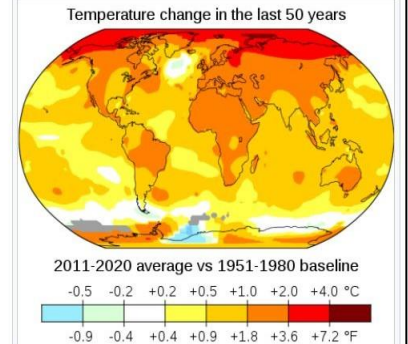 Temperature change in the last 50 years
2011-2020 average vs 1951-1980 baseline
-0.5 -0.2 +0.2 +0.5 +1.0 +2.0 +4.0 °C
-0.9 -0.4 +0.4 +0.9 +1.8 +3.6 +7.2 °F